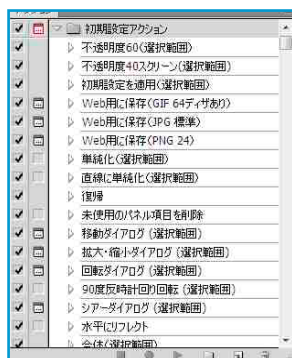 初期設定アクション
不透明度60(選択範囲)
不透明度40スクリーン(選択範囲)
初期設定を適用(選択範囲)
Web用に保存(GIF 64ディザあり)
Web用に保存(JPG 標準)
Web用に保存(PNG 24)
単純化(選択範囲)
直線に単純化(選択範囲)
復帰
未使用のパネル項目を削除
移動ダイアログ(選択範囲)
拡大・縮小ダイアログ(選択範囲)
回転ダイアログ(選択範囲)
90度反時計回り回転(選択範囲)
シアーダイアログ(選択範囲)
水平にリフレクト
合体(選択範囲)